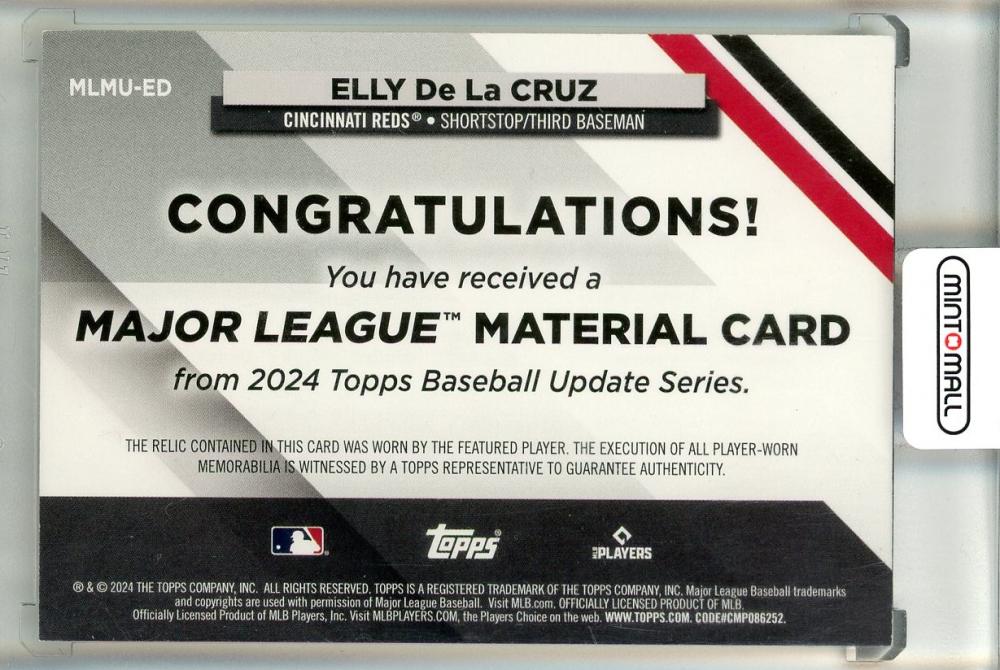 MLMU-ED
ELLY De La CRUZ
CINCINNATI REDS® • SHORTSTOP/THIRD BASEMAN
CONGRATULATIONS!
You have received a
MAJOR LEAGUE™ MATERIAL CARD
from 2024 Topps Baseball Update Series.
THE RELIC CONTAINED IN THIS CARD WAS WORN BY THE FEATURED PLAYER. THE EXECUTION OF ALL PLAYER-WORN
MEMORABILIA IS WITNESSED BY A TOPPS REPRESENTATIVE TO GUARANTEE AUTHENTICITY.
Topps®
MLB PLAYERS
® & © 2024 THE TOPPS COMPANY, INC. ALL RIGHTS RESERVED. TOPPS IS A REGISTERED TRADEMARK OF THE TOPPS COMPANY, INC. Major League Baseball trademarks
and copyrights are used with permission of Major League Baseball. Visit MLB.com. OFFICIALLY LICENSED PRODUCT OF MLB.
Officially Licensed Product of MLB Players, Inc. Visit MLBPLAYERS.COM, the Players Choice on the web. WWW.TOPPS.COM. CODE#CMP086252.
MINTOMALL